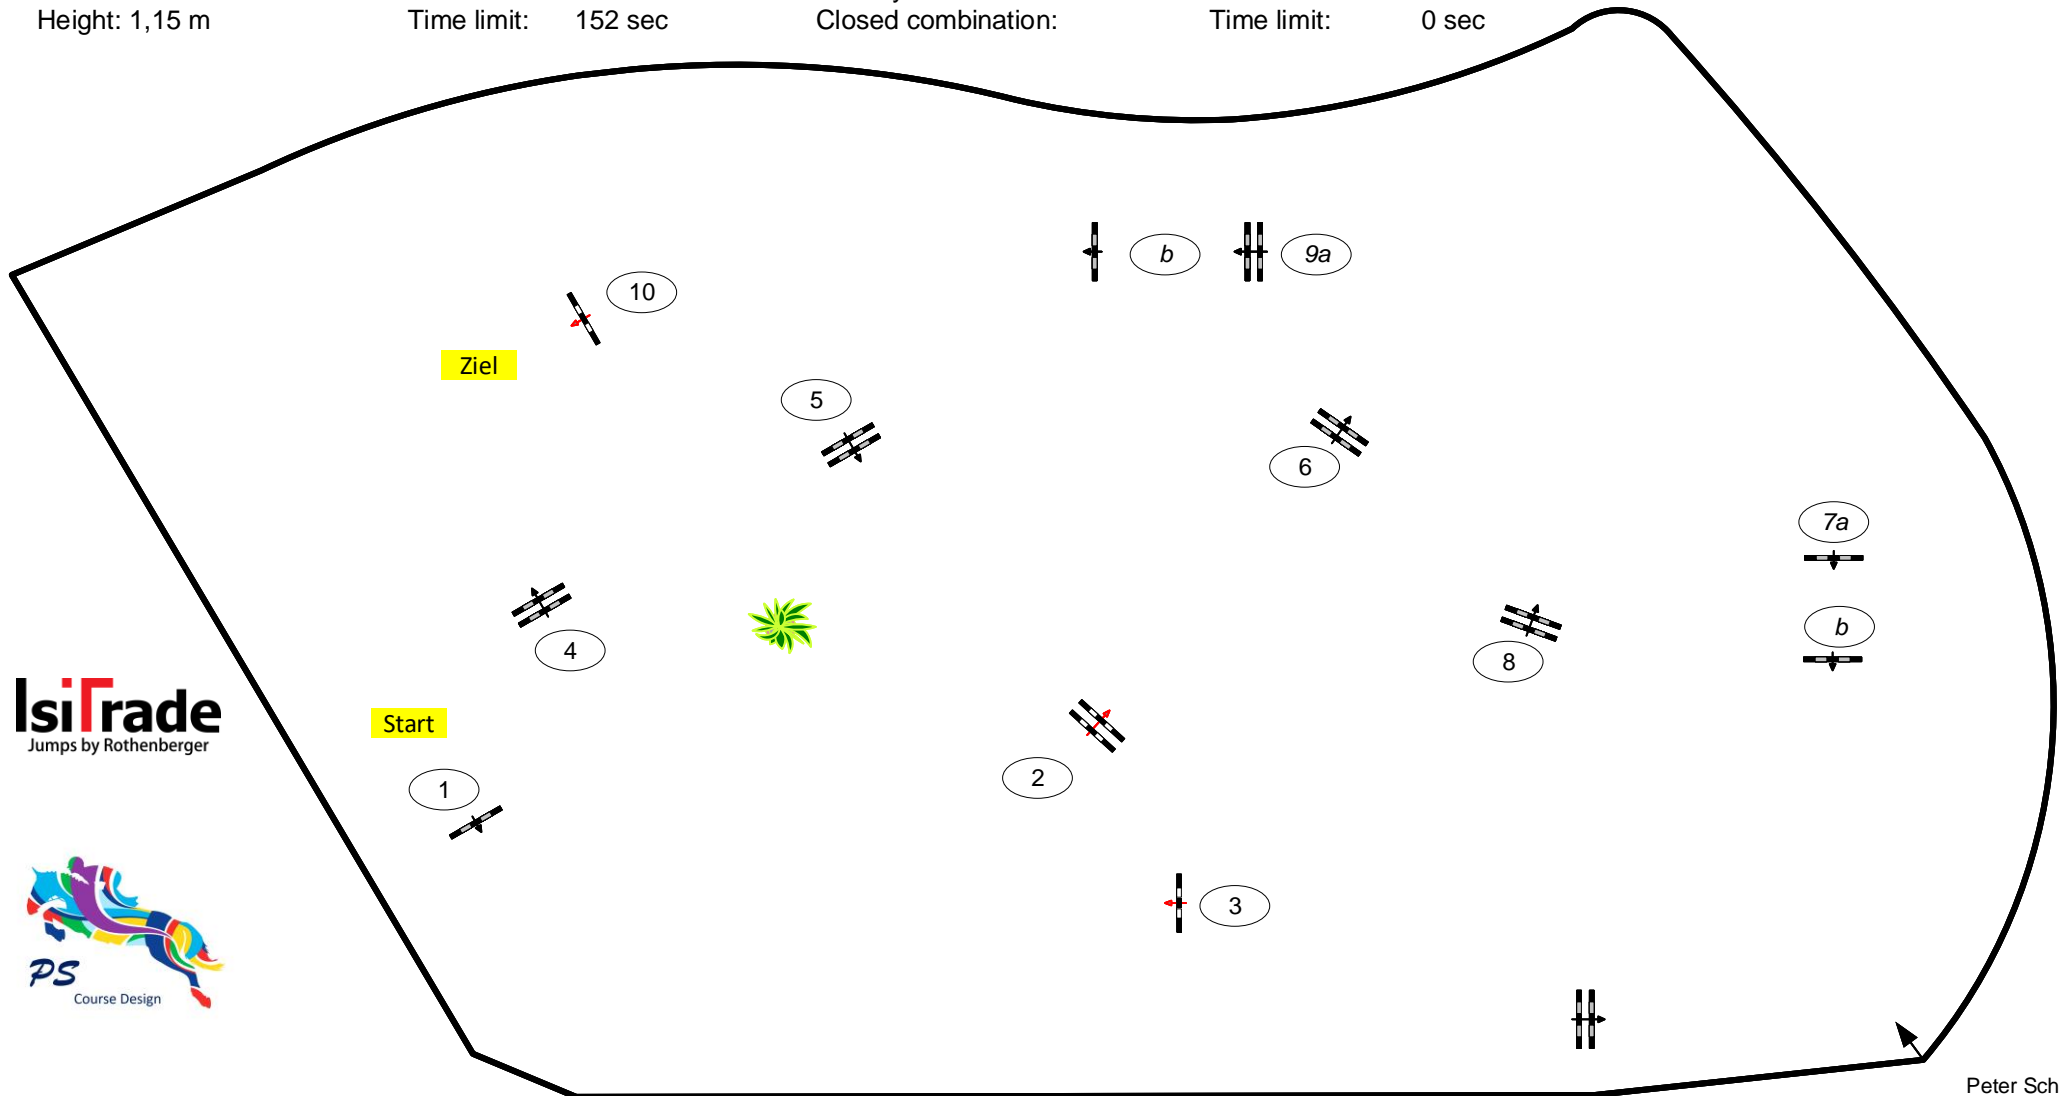 Height: 1,15 m Time limit: 152 sec Closed combination: Time limit: 0 sec
b 9a
10
Ziel
5
6
7a
b
4
8
IsiTrade
Jumps by Rothenberger
Start
2
1
3
PS
Course Design
Peter Sch